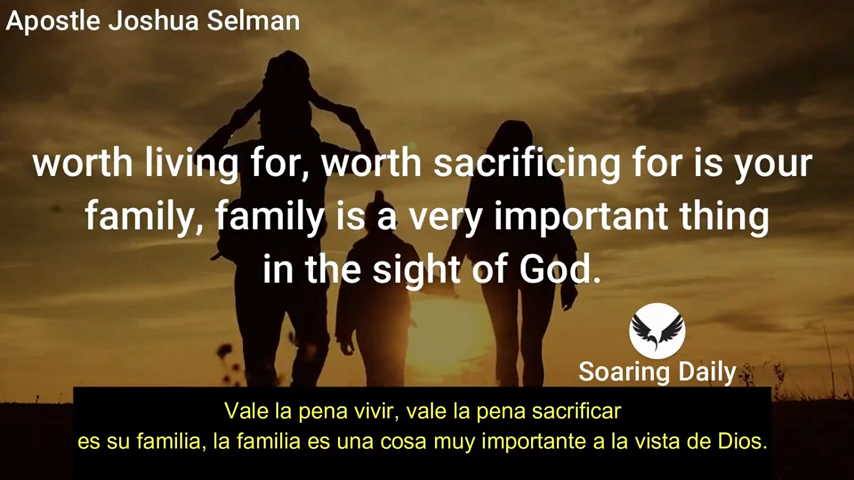 Apostle Joshua Selman
worth living for, worth sacrificing for is your
family, family is a very important thing
in the sight of God.
Soaring Daily
Vale la pena vivir, vale la pena sacrificar
es su familia, la familia es una cosa muy importante a la vista de Dios.